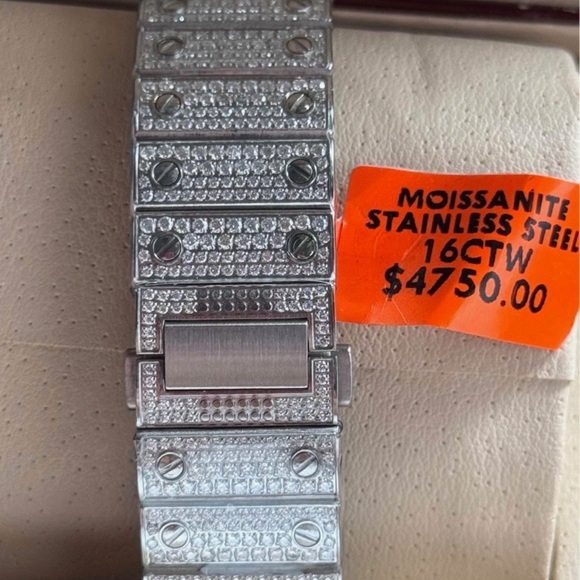 MOISSANITE
STAINLESS STEEL
16CTW
$4750.00